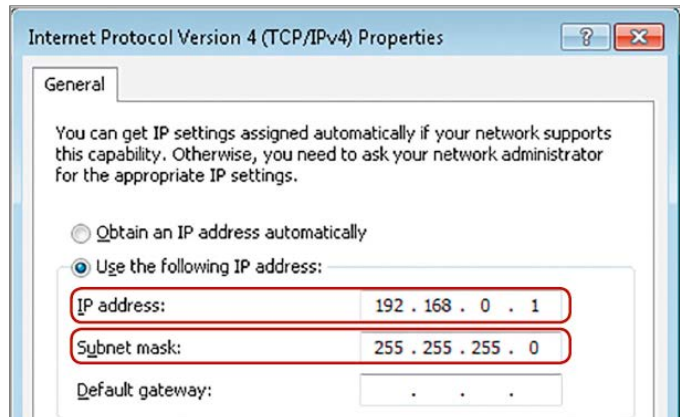 Internet Protocol Version 4 (TCP/IPv4) Properties
General
You can get IP settings assigned automatically if your network supports
this capability. Otherwise, you need to ask your network administrator
for the appropriate IP settings.
Obtain an IP address automatically
Use the following IP address:
IP address: 192 . 168 . 0 . 1
Subnet mask: 255 . 255 . 255 . 0
Default gateway: . . .